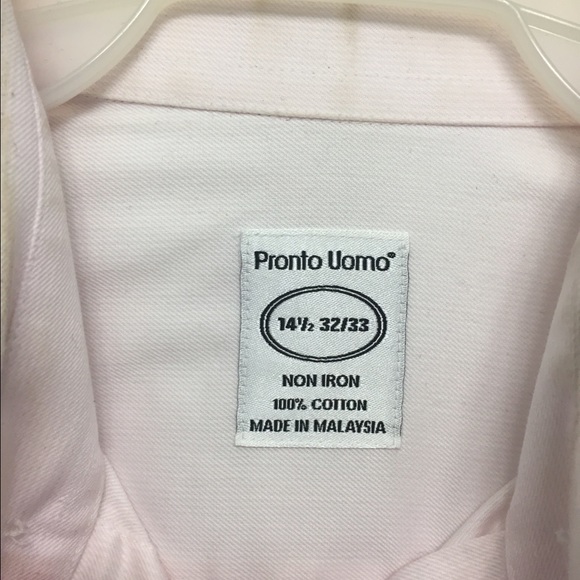 Pronto Uomo®
14½ 32/33
NON IRON
100% COTTON
MADE IN MALAYSIA